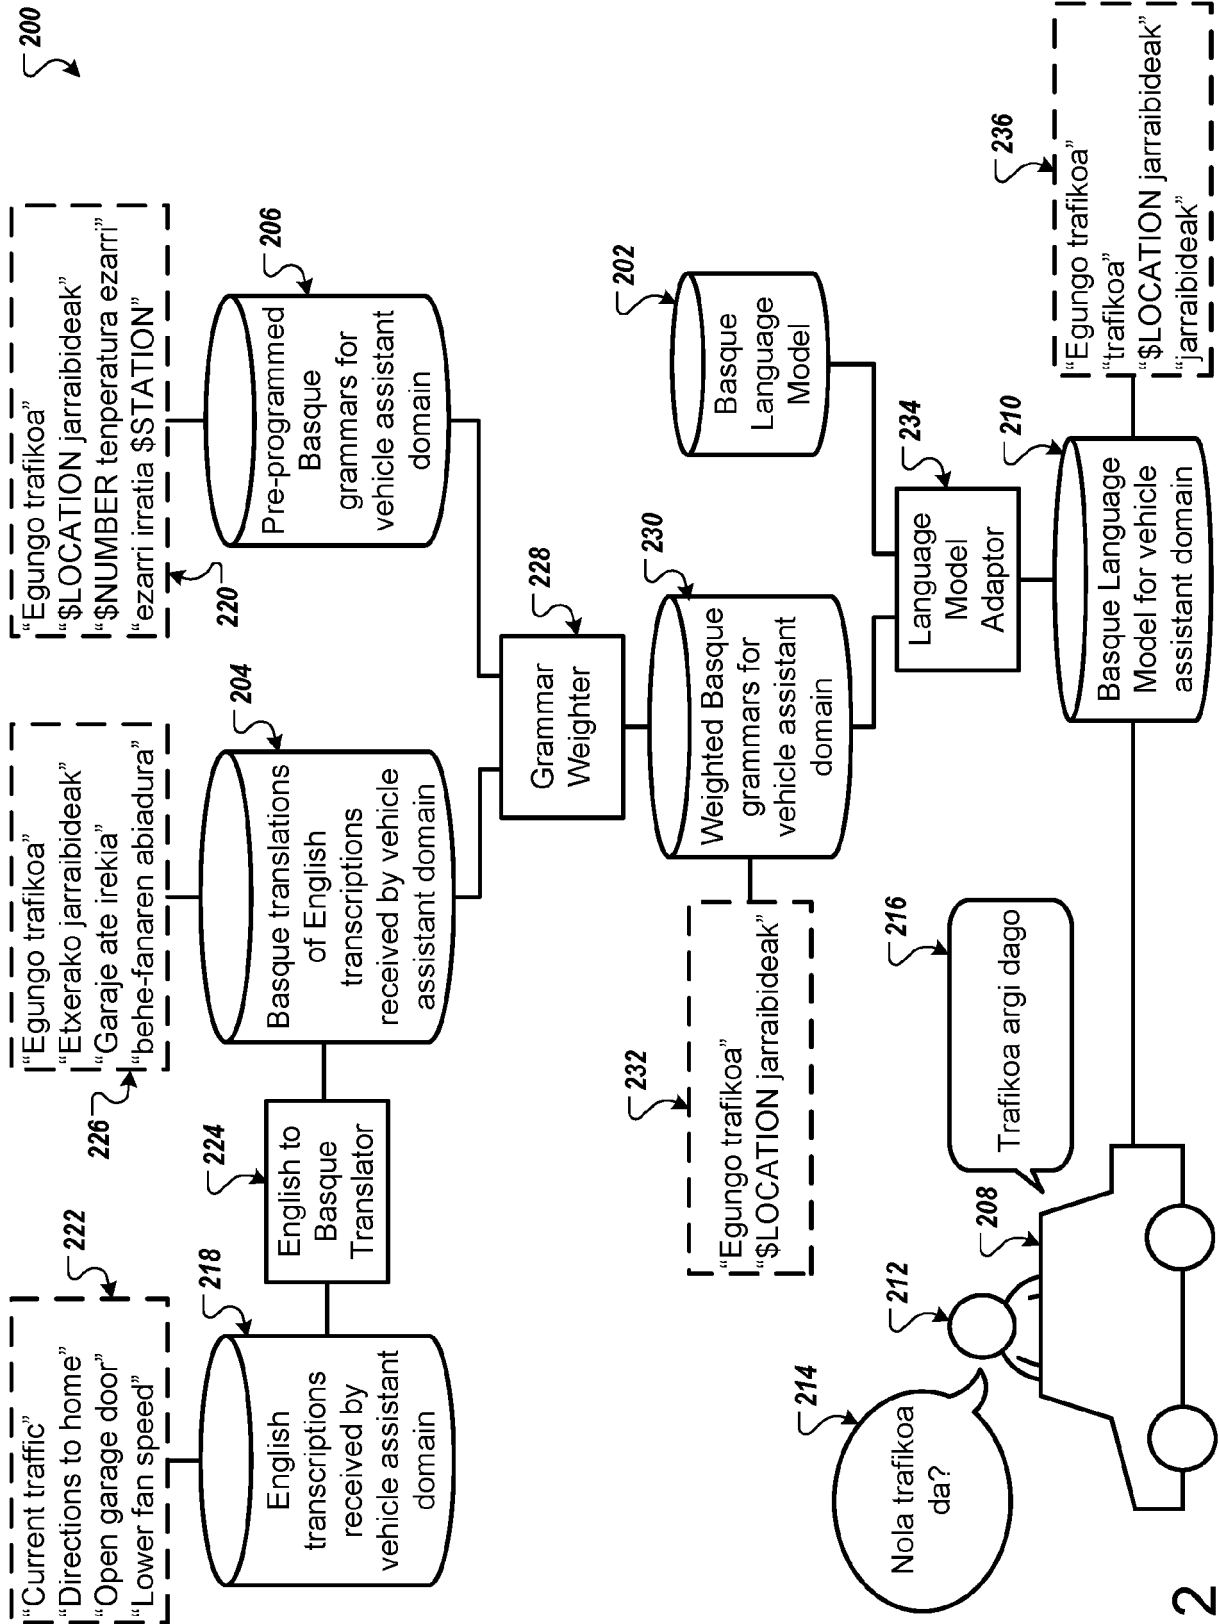 200
“Current traffic”
“Directions to home”
“Open garage door”
“Lower fan speed”
222
“Egungo trafikoa”
“Etxerako jarraibideak”
“Garaje ate irekia”
“behe-fanaren abiadura”
226
“Egungo trafikoa”
“$LOCATION jarraibideak”
“$NUMBER tenperatura ezarri”
“ezarri irratia $STATION”
220
218
English
transcriptions
received by
vehicle assistant
domain
224
English to
Basque
Translator
204
Basque translations
of English
transcriptions
received by vehicle
assistant domain
206
Pre-programmed
Basque
grammars for
vehicle assistant
domain
228
Grammar
Weighter
232
“Egungo trafikoa”
“$LOCATION jarraibideak”
230
Weighted Basque
grammars for
vehicle assistant
domain
202
Basque
Language
Model
234
Language
Model
Adaptor
214
Nola trafikoa
da?
212
208
216
Trafikoa argi dago
210
Basque Language
Model for vehicle
assistant domain
236
“Egungo trafikoa”
“trafikoa”
“$LOCATION jarraibideak”
“jarraibideak”
2